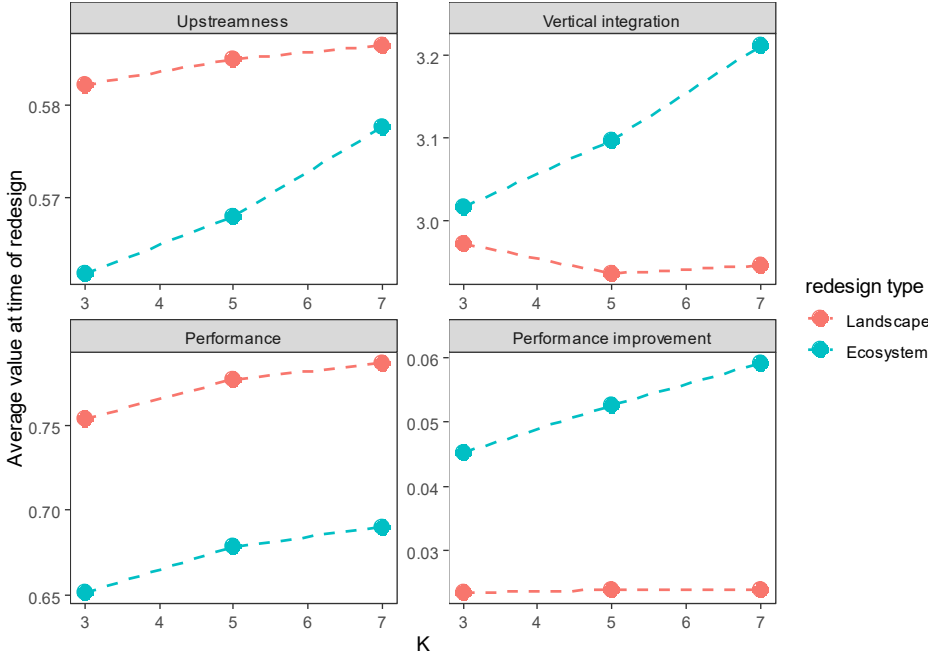 Upstreamness
Vertical integration
0.58
0.57
3.2
3.1
3.0
3 4 5 6 7
3 4 5 6 7
Average value at time of redesign
Performance
Performance improvement
0.75
0.70
0.65
0.06
0.05
0.04
0.03
3 4 5 6 7
3 4 5 6 7
K
redesign type
Landscape
Ecosystem